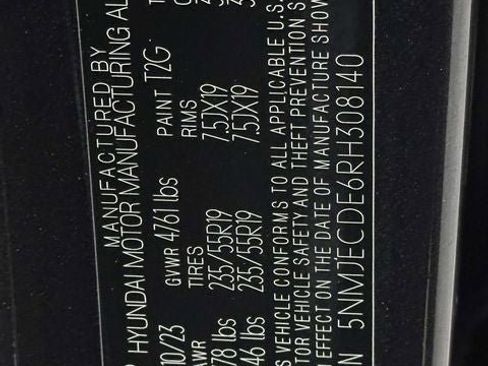 MANUFACTURED BY
HYUNDAI MOTOR MANUFACTURING AL
10/23 GVWR 4761 lbs PAINT T2G
AWR TIRES RIMS
78 lbs 235/55R19 7.5JX19
46 lbs 235/55R19 7.5JX19
S VEHICLE CONFORMS TO ALL APPLICABLE U.S.
TOR VEHICLE SAFETY AND THEFT PREVENTION S
EFFECT ON THE DATE OF MANUFACTURE SHOW
N 5NMJECDE6RH308140